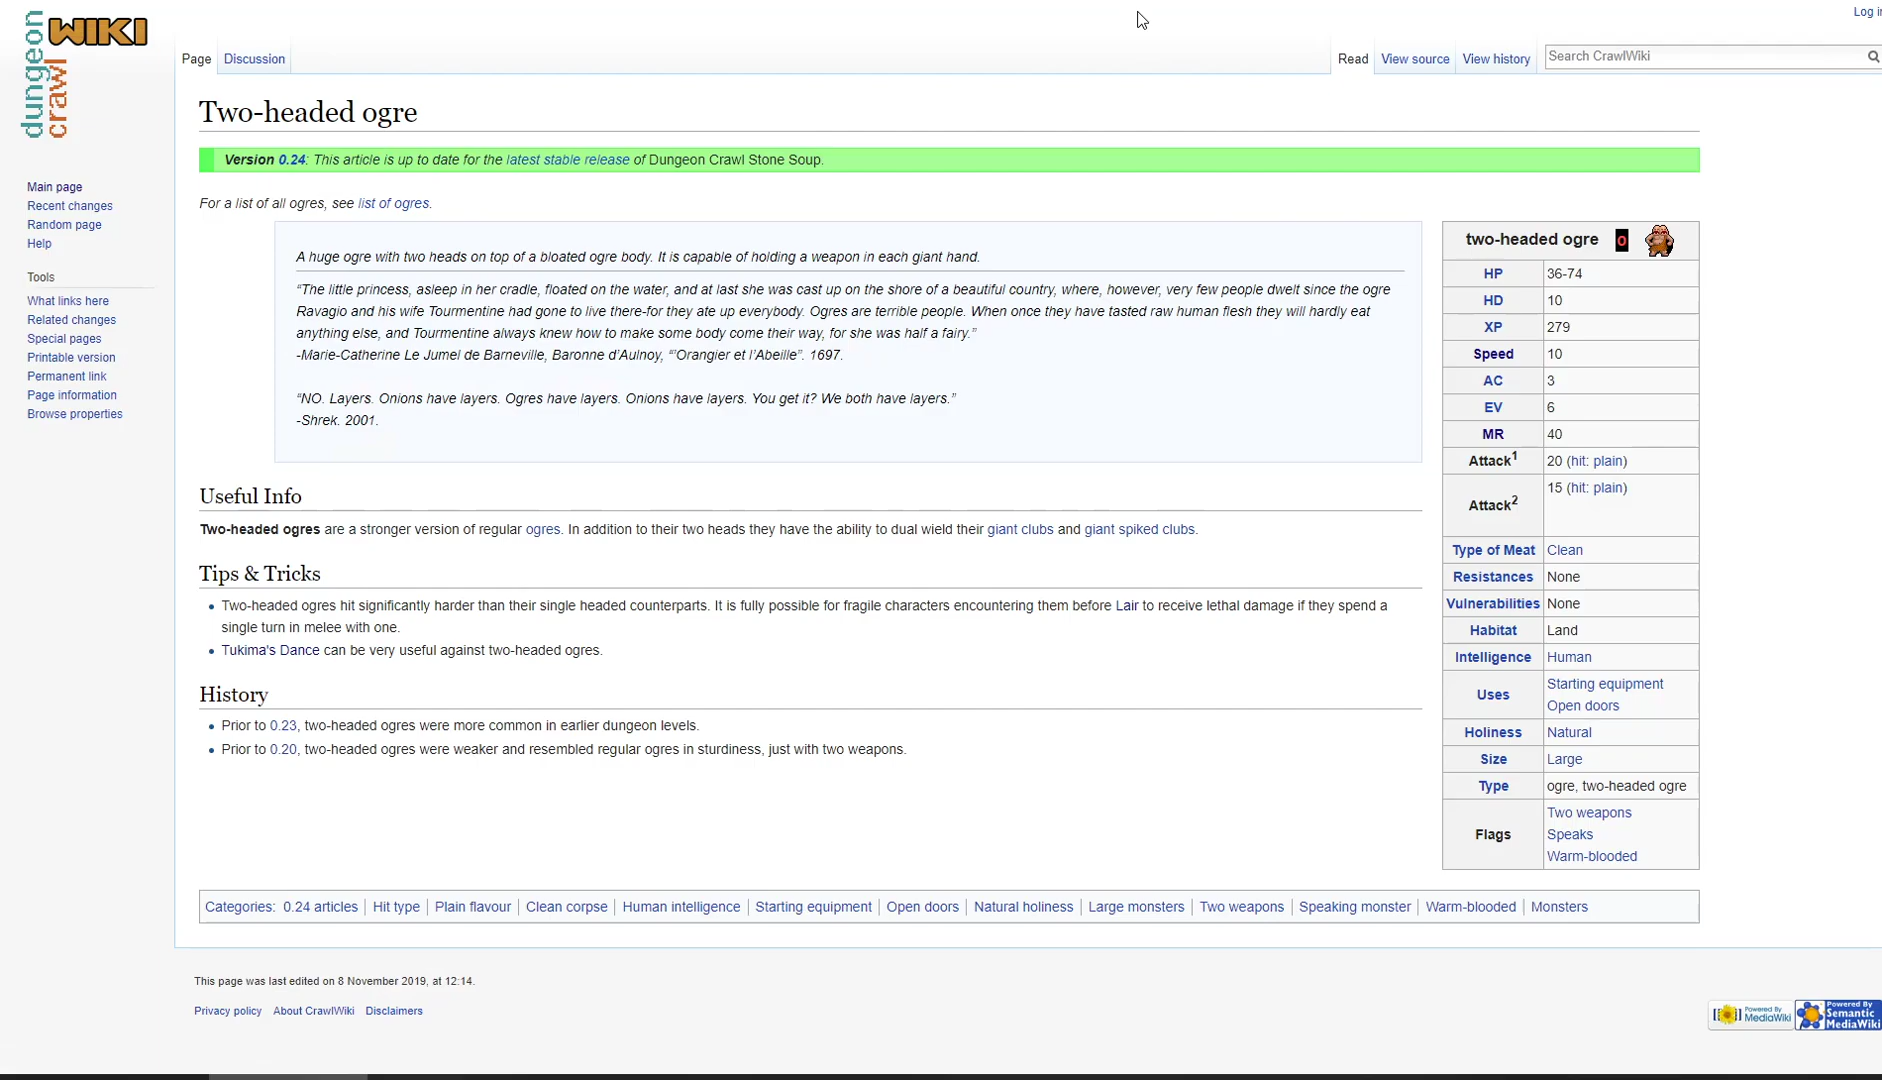 dungeon
crawl
WIKI
Log in
Page
Discussion
Read
View source
View history
Search CrawlWiki
Main page
Recent changes
Random page
Help
Tools
What links here
Related changes
Special pages
Printable version
Permanent link
Page information
Browse properties
Two-headed ogre
Version 0.24: This article is up to date for the latest stable release of Dungeon Crawl Stone Soup.
For a list of all ogres, see list of ogres.
A huge ogre with two heads on top of a bloated ogre body. It is capable of holding a weapon in each giant hand.
“The little princess, asleep in her cradle, floated on the water, and at last she was cast up on the shore of a beautiful country, where, however, very few people dwelt since the ogre
Ravagio and his wife Tourmentine had gone to live there-for they ate up everybody. Ogres are terrible people. When once they have tasted raw human flesh they will hardly eat
anything else, and Tourmentine always knew how to make some body come their way, for she was half a fairy.”
-Marie-Catherine Le Jumel de Barneville, Baronne d’Aulnoy, “‘Orangier et l’Abeille”. 1697.
“NO. Layers. Onions have layers. Ogres have layers. Onions have layers. You get it? We both have layers.”
-Shrek. 2001.
Useful Info
Two-headed ogres are a stronger version of regular ogres. In addition to their two heads they have the ability to dual wield their giant clubs and giant spiked clubs.
Tips & Tricks
Two-headed ogres hit significantly harder than their single headed counterparts. It is fully possible for fragile characters encountering them before Lair to receive lethal damage if they spend a
single turn in melee with one.
Tukima's Dance can be very useful against two-headed ogres.
History
Prior to 0.23, two-headed ogres were more common in earlier dungeon levels.
Prior to 0.20, two-headed ogres were weaker and resembled regular ogres in sturdiness, just with two weapons.
two-headed ogre o
HP 36-74
HD 10
XP 279
Speed 10
AC 3
EV 6
MR 40
Attack1 20 (hit: plain)
Attack2 15 (hit: plain)
Type of Meat Clean
Resistances None
Vulnerabilities None
Habitat Land
Intelligence Human
Uses Starting equipment
Open doors
Holiness Natural
Size Large
Type ogre, two-headed ogre
Flags Two weapons
Speaks
Warm-blooded
Categories: 0.24 articles | Hit type | Plain flavour | Clean corpse | Human intelligence | Starting equipment | Open doors | Natural holiness | Large monsters | Two weapons | Speaking monster | Warm-blooded | Monsters
This page was last edited on 8 November 2019, at 12:14.
Privacy policy
About CrawlWiki
Disclaimers
Powered By
MediaWiki
Powered By
Semantic
MediaWiki